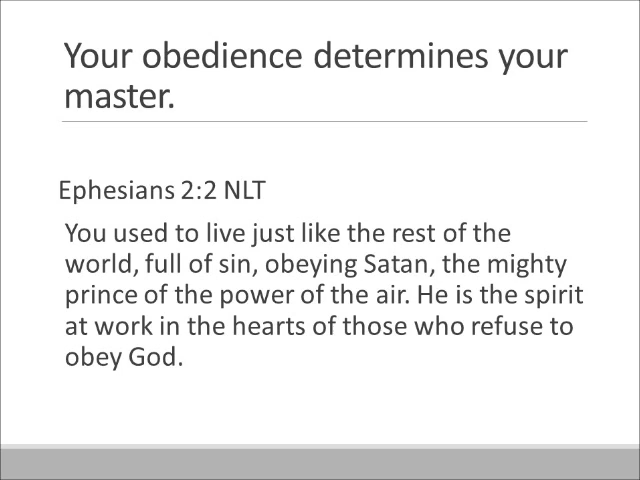 Your obedience determines your
master.
Ephesians 2:2 NLT
You used to live just like the rest of the
world, full of sin, obeying Satan, the mighty
prince of the power of the air. He is the spirit
at work in the hearts of those who refuse to
obey God.